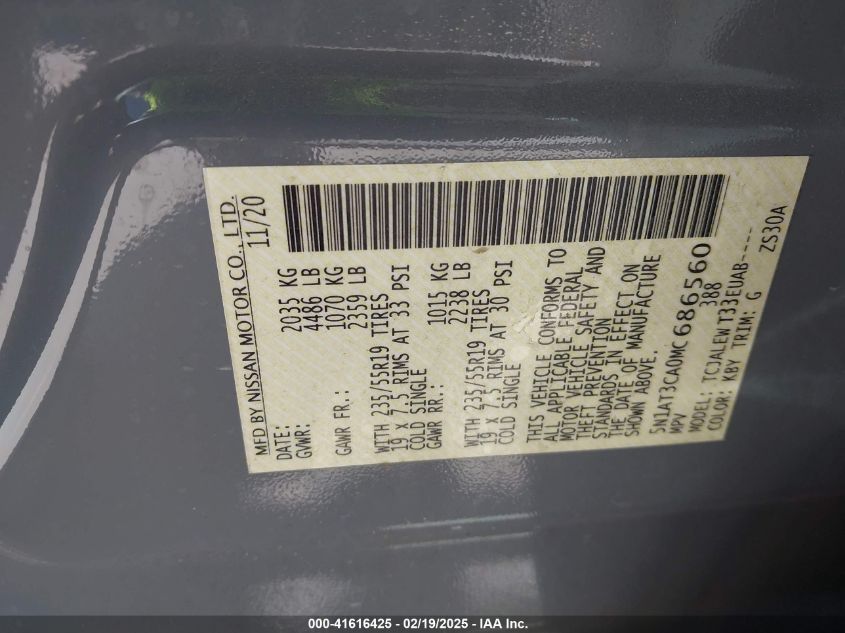 MFD BY NISSAN MOTOR CO., LTD.
DATE: 11/20
GVWR: 2035 KG
4486 LB
GAWR FR.: 1070 KG
2359 LB
WITH 235/55R19 TIRES
19 X 7.5 RIMS AT 33 PSI
COLD SINGLE
GAWR RR.: 1015 KG
2238 LB
WITH 235/55R19 TIRES
19 X 7.5 RIMS AT 30 PSI
COLD SINGLE
THIS VEHICLE CONFORMS TO
ALL APPLICABLE FEDERAL
MOTOR VEHICLE SAFETY AND
THEFT PREVENTION
STANDARDS IN EFFECT ON
THE DATE OF MANUFACTURE
SHOWN ABOVE.
5N1AT3CA0MC686560
MPV 388
MODEL: TCJALEW T33EUAB----
COLOR: KBY TRIM: G ZS30A
000-41616425 - 02/19/2025 - IAA Inc.